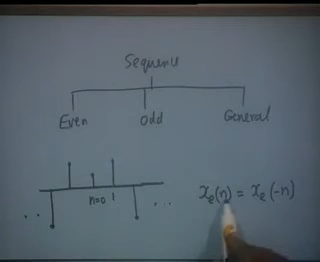 Sequence
Even Odd General
n=0 1
.. ...
xₑ(n) = xₑ(-n)